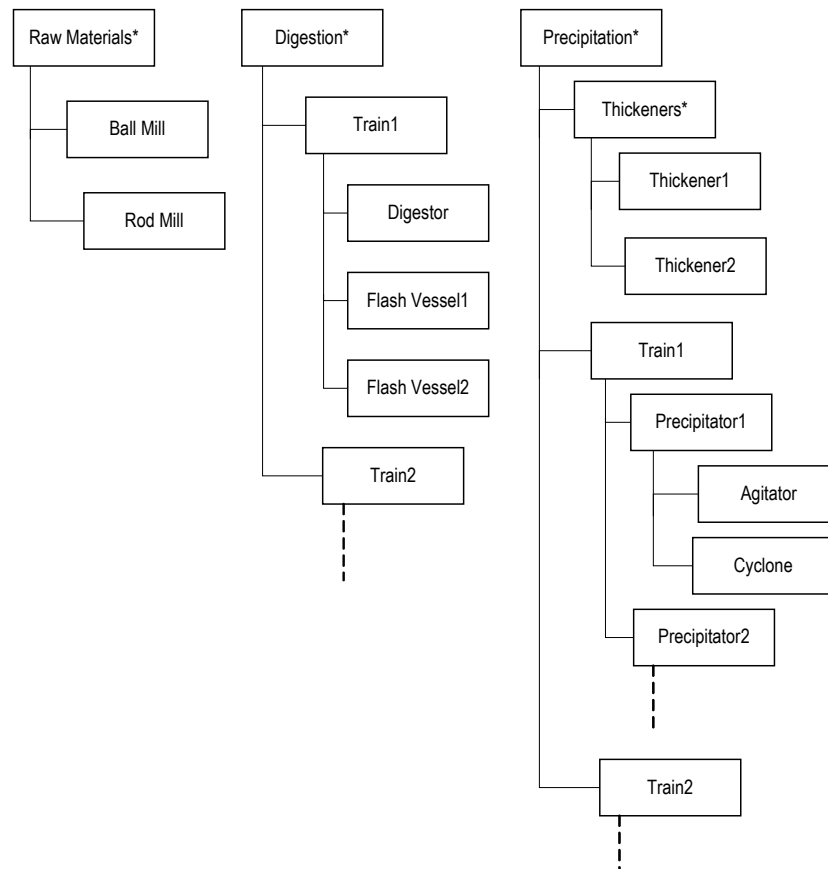 Raw Materials*
Ball Mill
Rod Mill
Digestion*
Train1
Digestor
Flash Vessel1
Flash Vessel2
Train2
Precipitation*
Thickeners*
Thickener1
Thickener2
Train1
Precipitator1
Agitator
Cyclone
Precipitator2
Train2